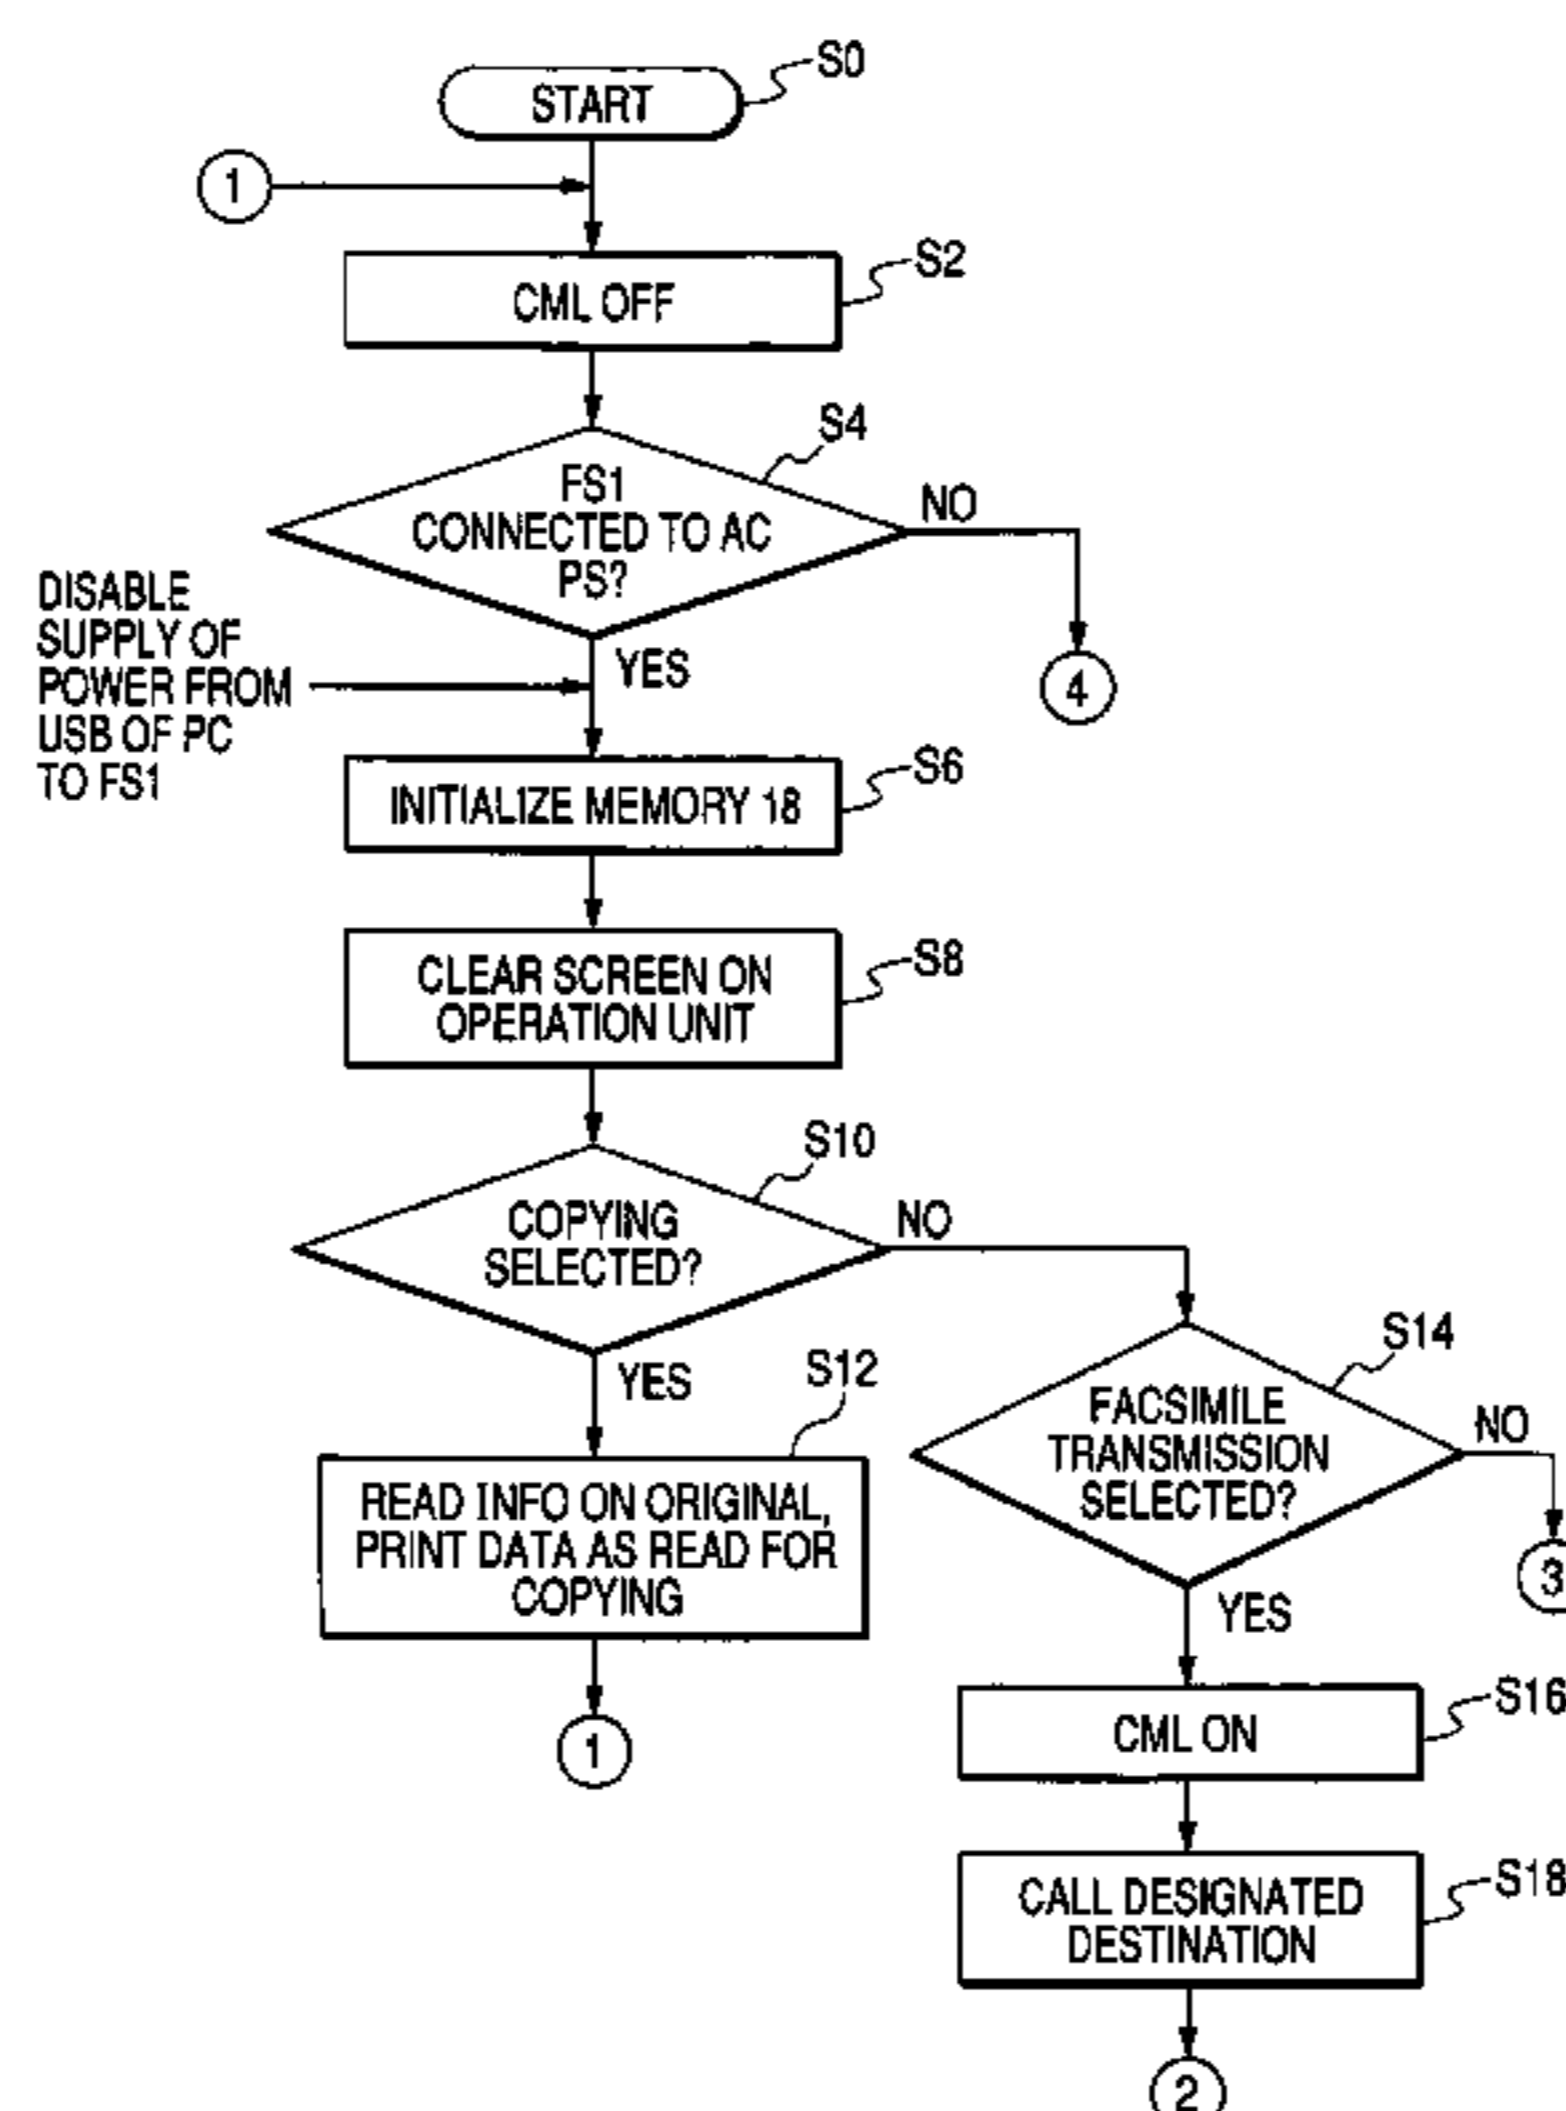 START
S0
1
CML OFF
S2
S4
FS1
CONNECTED TO AC
PS?
NO
4
DISABLE
SUPPLY OF
POWER FROM
USB OF PC
TO FS1
YES
INITIALIZE MEMORY 18
S6
CLEAR SCREEN ON
OPERATION UNIT
S8
S10
COPYING
SELECTED?
NO
YES
S12
READ INFO ON ORIGINAL,
PRINT DATA AS READ FOR
COPYING
1
S14
FACSIMILE
TRANSMISSION
SELECTED?
NO
3
YES
CML ON
S16
CALL DESIGNATED
DESTINATION
S18
2